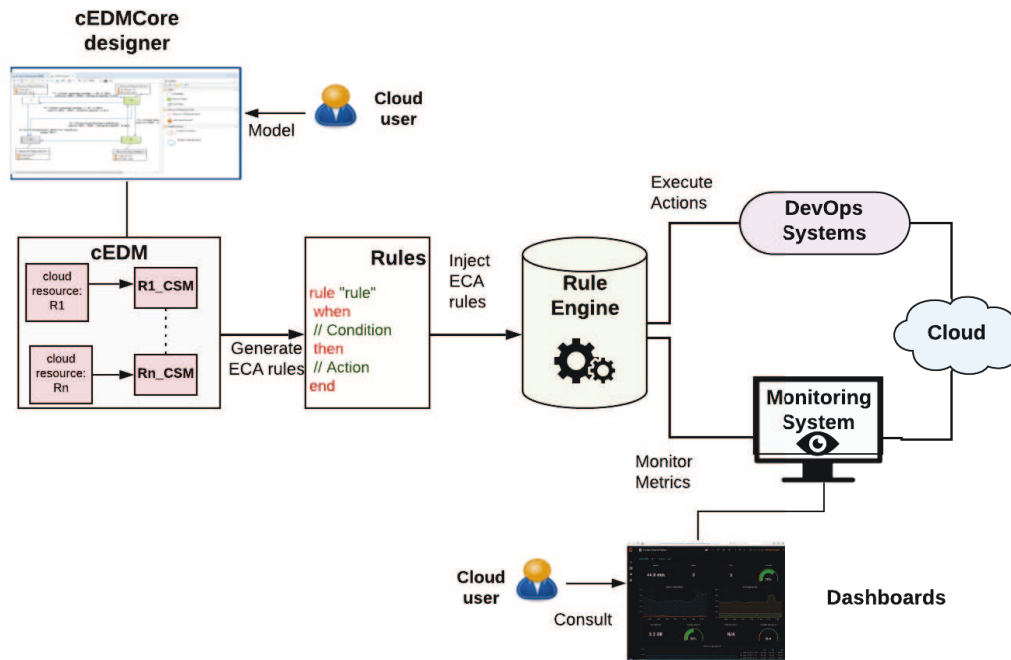 cEDMCore
designer
Model
Cloud
user
cEDM
cloud
resource:
R1
R1_CSM
cloud
resource:
Rn
Rn_CSM
Generate
ECA rules
Rules
rule "rule"
when
// Condition
then
// Action
end
Inject
ECA
rules
Rule
Engine
Execute
Actions
DevOps
Systems
Cloud
Monitoring
System
Monitor
Metrics
Cloud
user
Consult
Dashboards
N/A